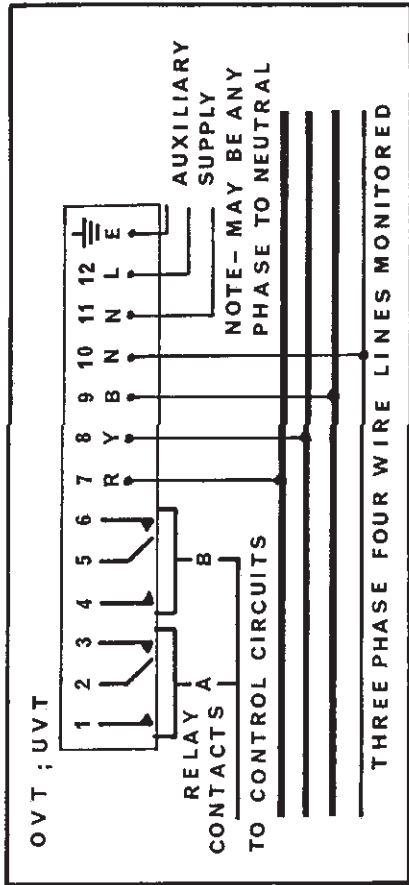 OVT ; UVT
1 2 3 4 5 6 7 8 9 10 11 12
R Y B N N L E
RELAY
CONTACTS
A B
TO CONTROL CIRCUITS
AUXILIARY
SUPPLY
NOTE- MAY BE ANY
PHASE TO NEUTRAL
THREE PHASE FOUR WIRE LINES MONITORED